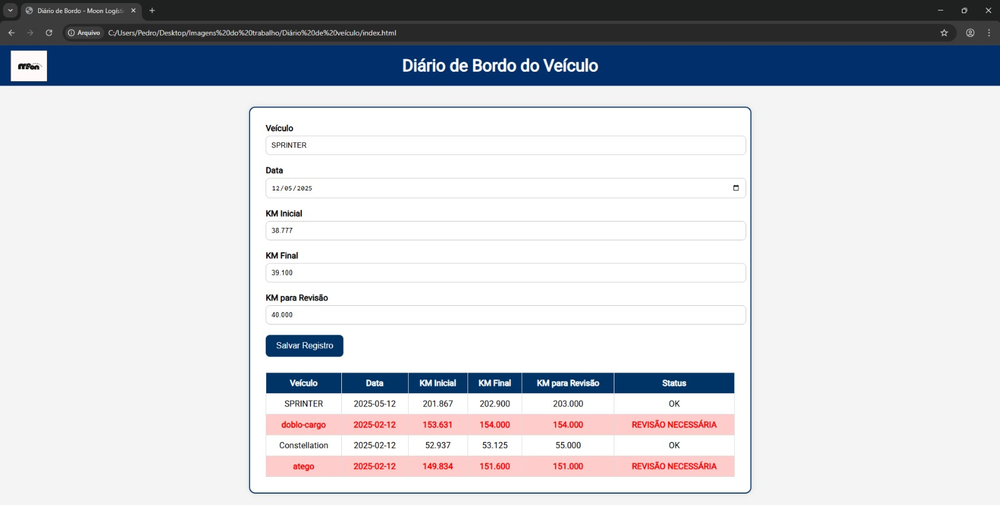 Diário de Bordo - Moon Logísti
Arquivo C:/Users/Pedro/Desktop/Imagens%20do%20trabalho/Diário%20de%20veículo/index.html
moon
Diário de Bordo do Veículo
Veículo
SPRINTER
Data
12/05/2025
KM Inicial
38.777
KM Final
39.100
KM para Revisão
40.000
Salvar Registro
Veículo Data KM Inicial KM Final KM para Revisão Status
SPRINTER 2025-05-12 201.867 202.900 203.000 OK
doblo-cargo 2025-02-12 153.631 154.000 154.000 REVISÃO NECESSÁRIA
Constellation 2025-02-12 52.937 53.125 55.000 OK
atego 2025-02-12 149.834 151.600 151.000 REVISÃO NECESSÁRIA